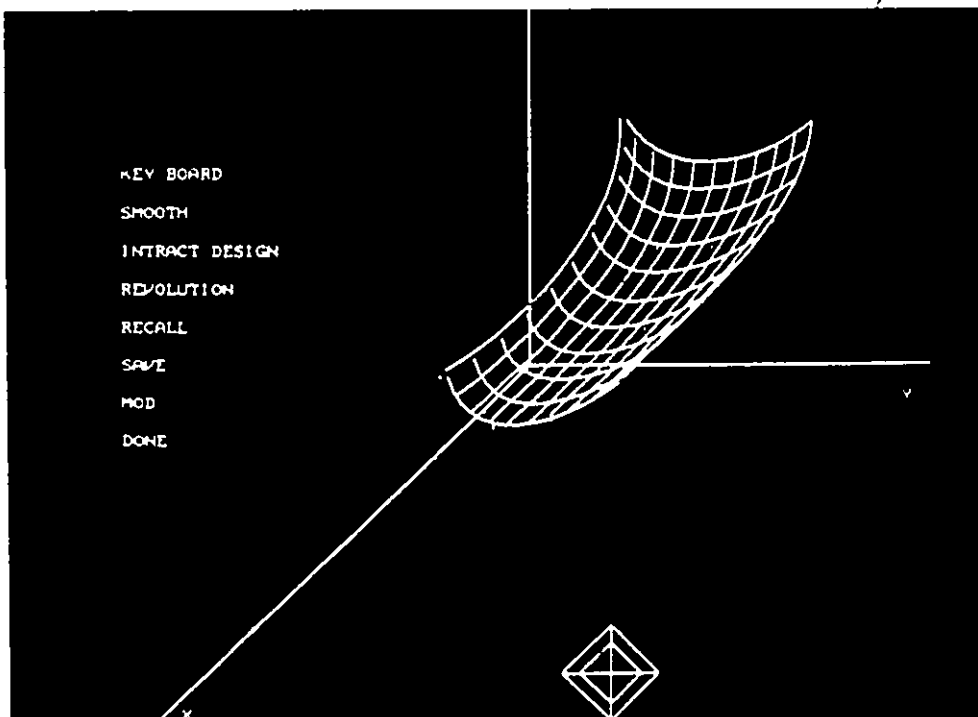 KEY BOARD
SMOOTH
INTRACT DESIGN
REVOLUTION
RECALL
SAVE
MOD
DONE
Y
X